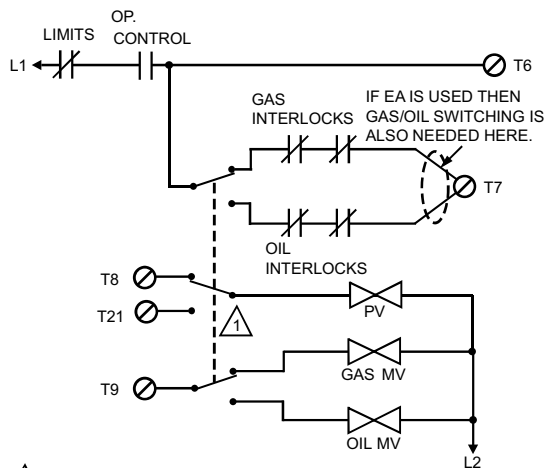 OP.
CONTROL
LIMITS
L1
T6
GAS
INTERLOCKS
IF EA IS USED THEN
GAS/OIL SWITCHING IS
ALSO NEEDED HERE.
T7
OIL
INTERLOCKS
T8
T21
1
PV
T9
GAS MV
OIL MV
L2